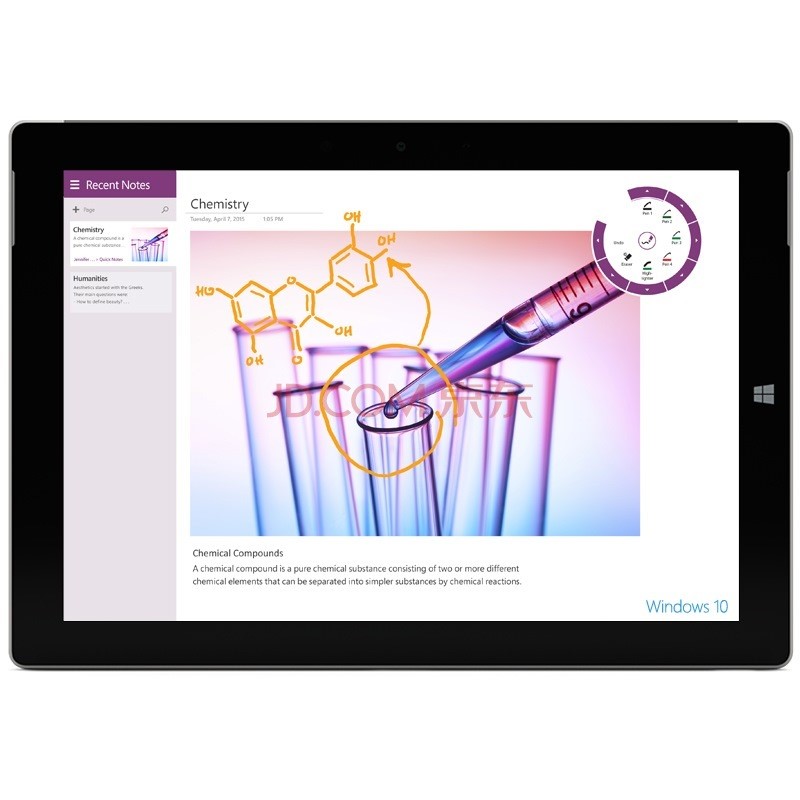 Recent Notes
Page
Chemistry
A chemical compound is a
pure chemical substance ...
Jennifer ... > Quick Notes
Humanities
Aesthetics started with the Greeks.
Their main questions were:
- How to define beauty? ...
Chemistry
Tuesday, April 7, 2015 1:05 PM
Pen 1
Pen 2
Pen 3
Pen 4
High-
lighter
Eraser
Undo
OH
OH
HO
O
OH
OH
O
6
JD.COM 京东
Chemical Compounds
A chemical compound is a pure chemical substance consisting of two or more different
chemical elements that can be separated into simpler substances by chemical reactions.
Windows 10